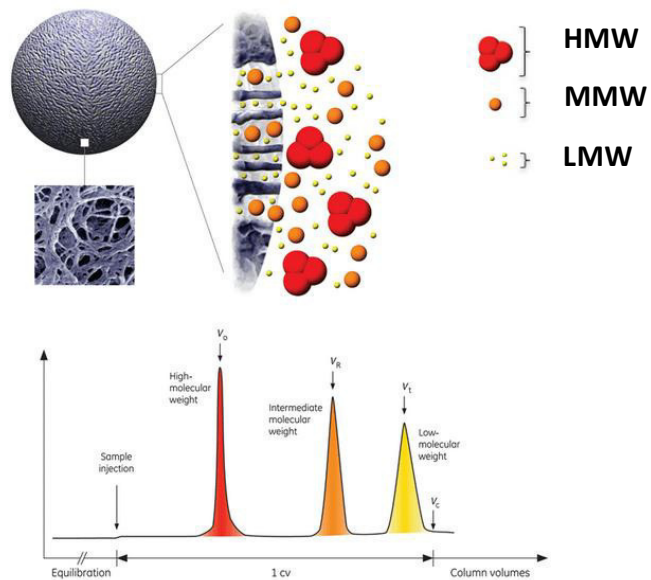 HMW
MMW
LMW
Vo
VR
Vt
High-
molecular
weight
Intermediate
molecular
weight
Low-
molecular
weight
Sample
injection
Vc
Equilibration
1 cv
Column volumes